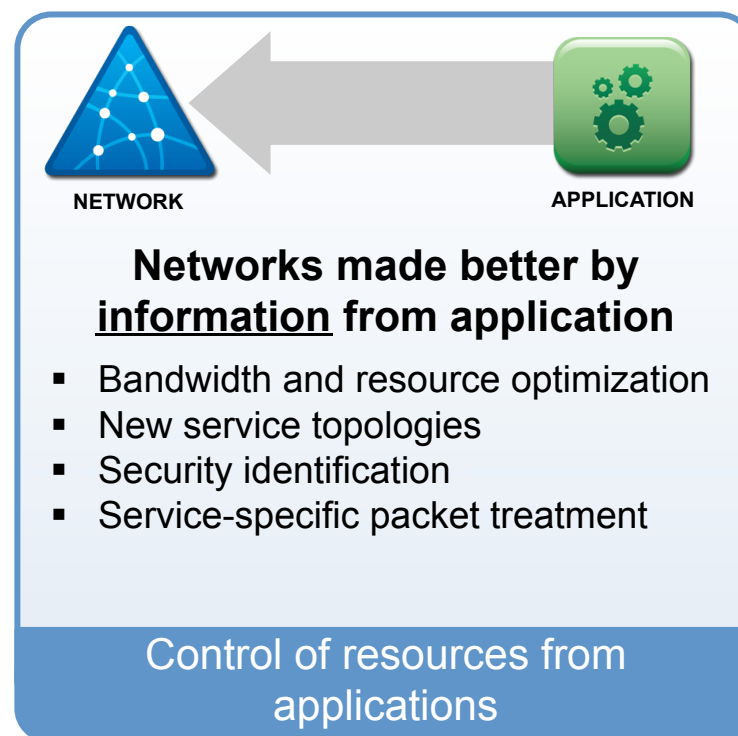 NETWORK
APPLICATION
Networks made better by
information from application
▪ Bandwidth and resource optimization
▪ New service topologies
▪ Security identification
▪ Service-specific packet treatment
Control of resources from
applications